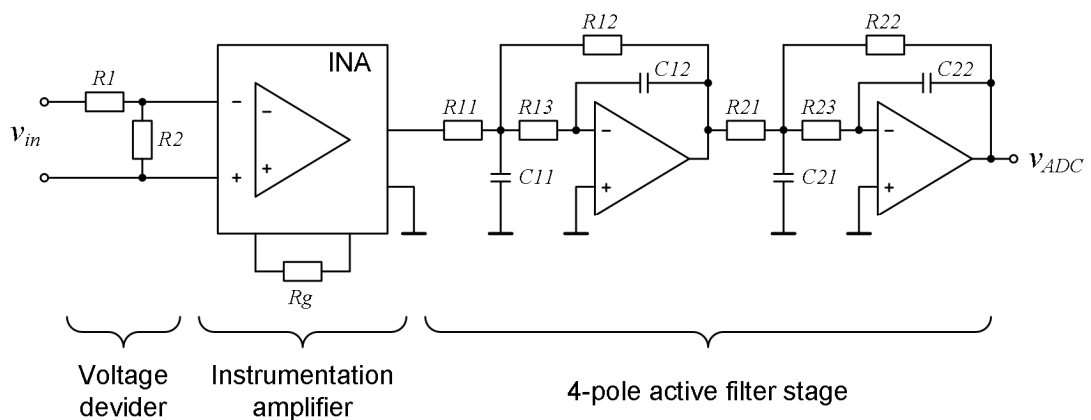 R12
R22
INA
C12
C22
R1
R11
R13
R21
R23
−
−
−
−
v_in
R2
v_ADC
+
+
C11
+
C21
+
Rg
Voltage
devider
Instrumentation
amplifier
4-pole active filter stage